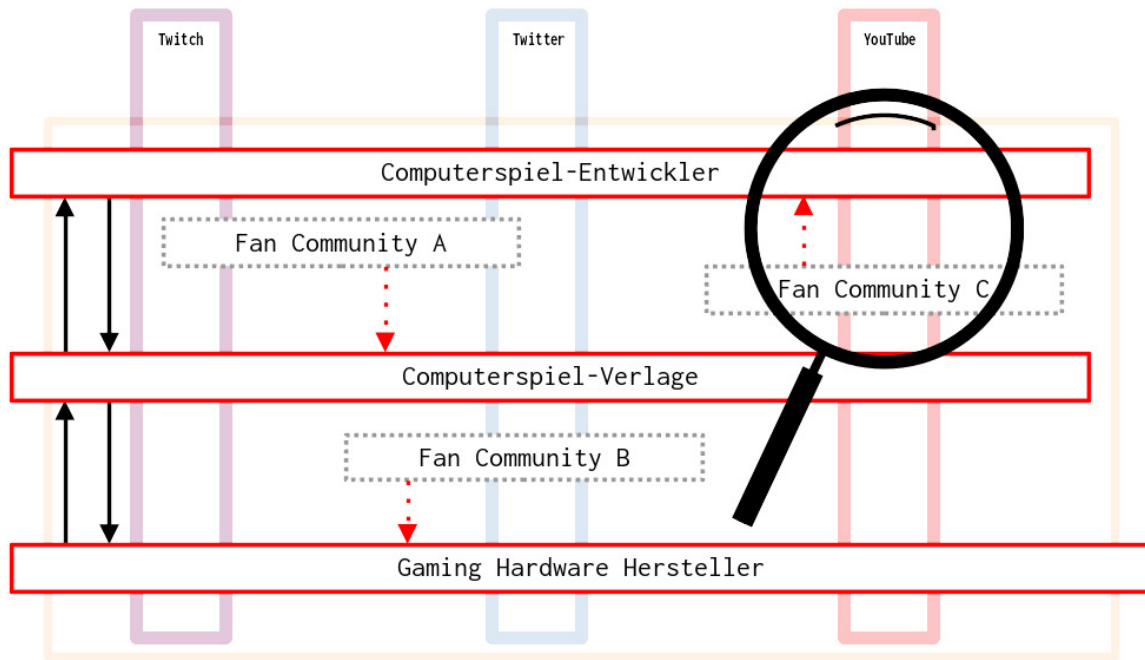 Twitch
Twitter
YouTube
Computerspiel-Entwickler
Fan Community A
Fan Community C
Computerspiel-Verlage
Fan Community B
Gaming Hardware Hersteller